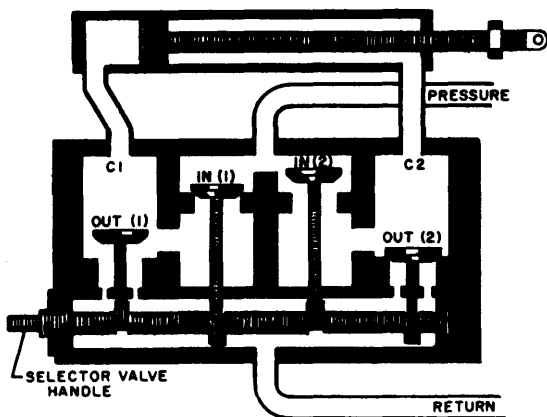 PRESSURE
C1
IN (1)
IN (2)
C2
OUT (1)
OUT (2)
SELECTOR VALVE
HANDLE
RETURN